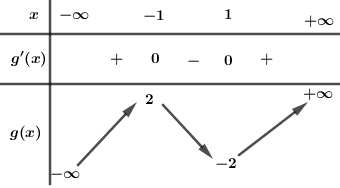 x −∞ −1 1 +∞
g′(x) + 0 − 0 +
2 +∞
g(x)
−∞ −2